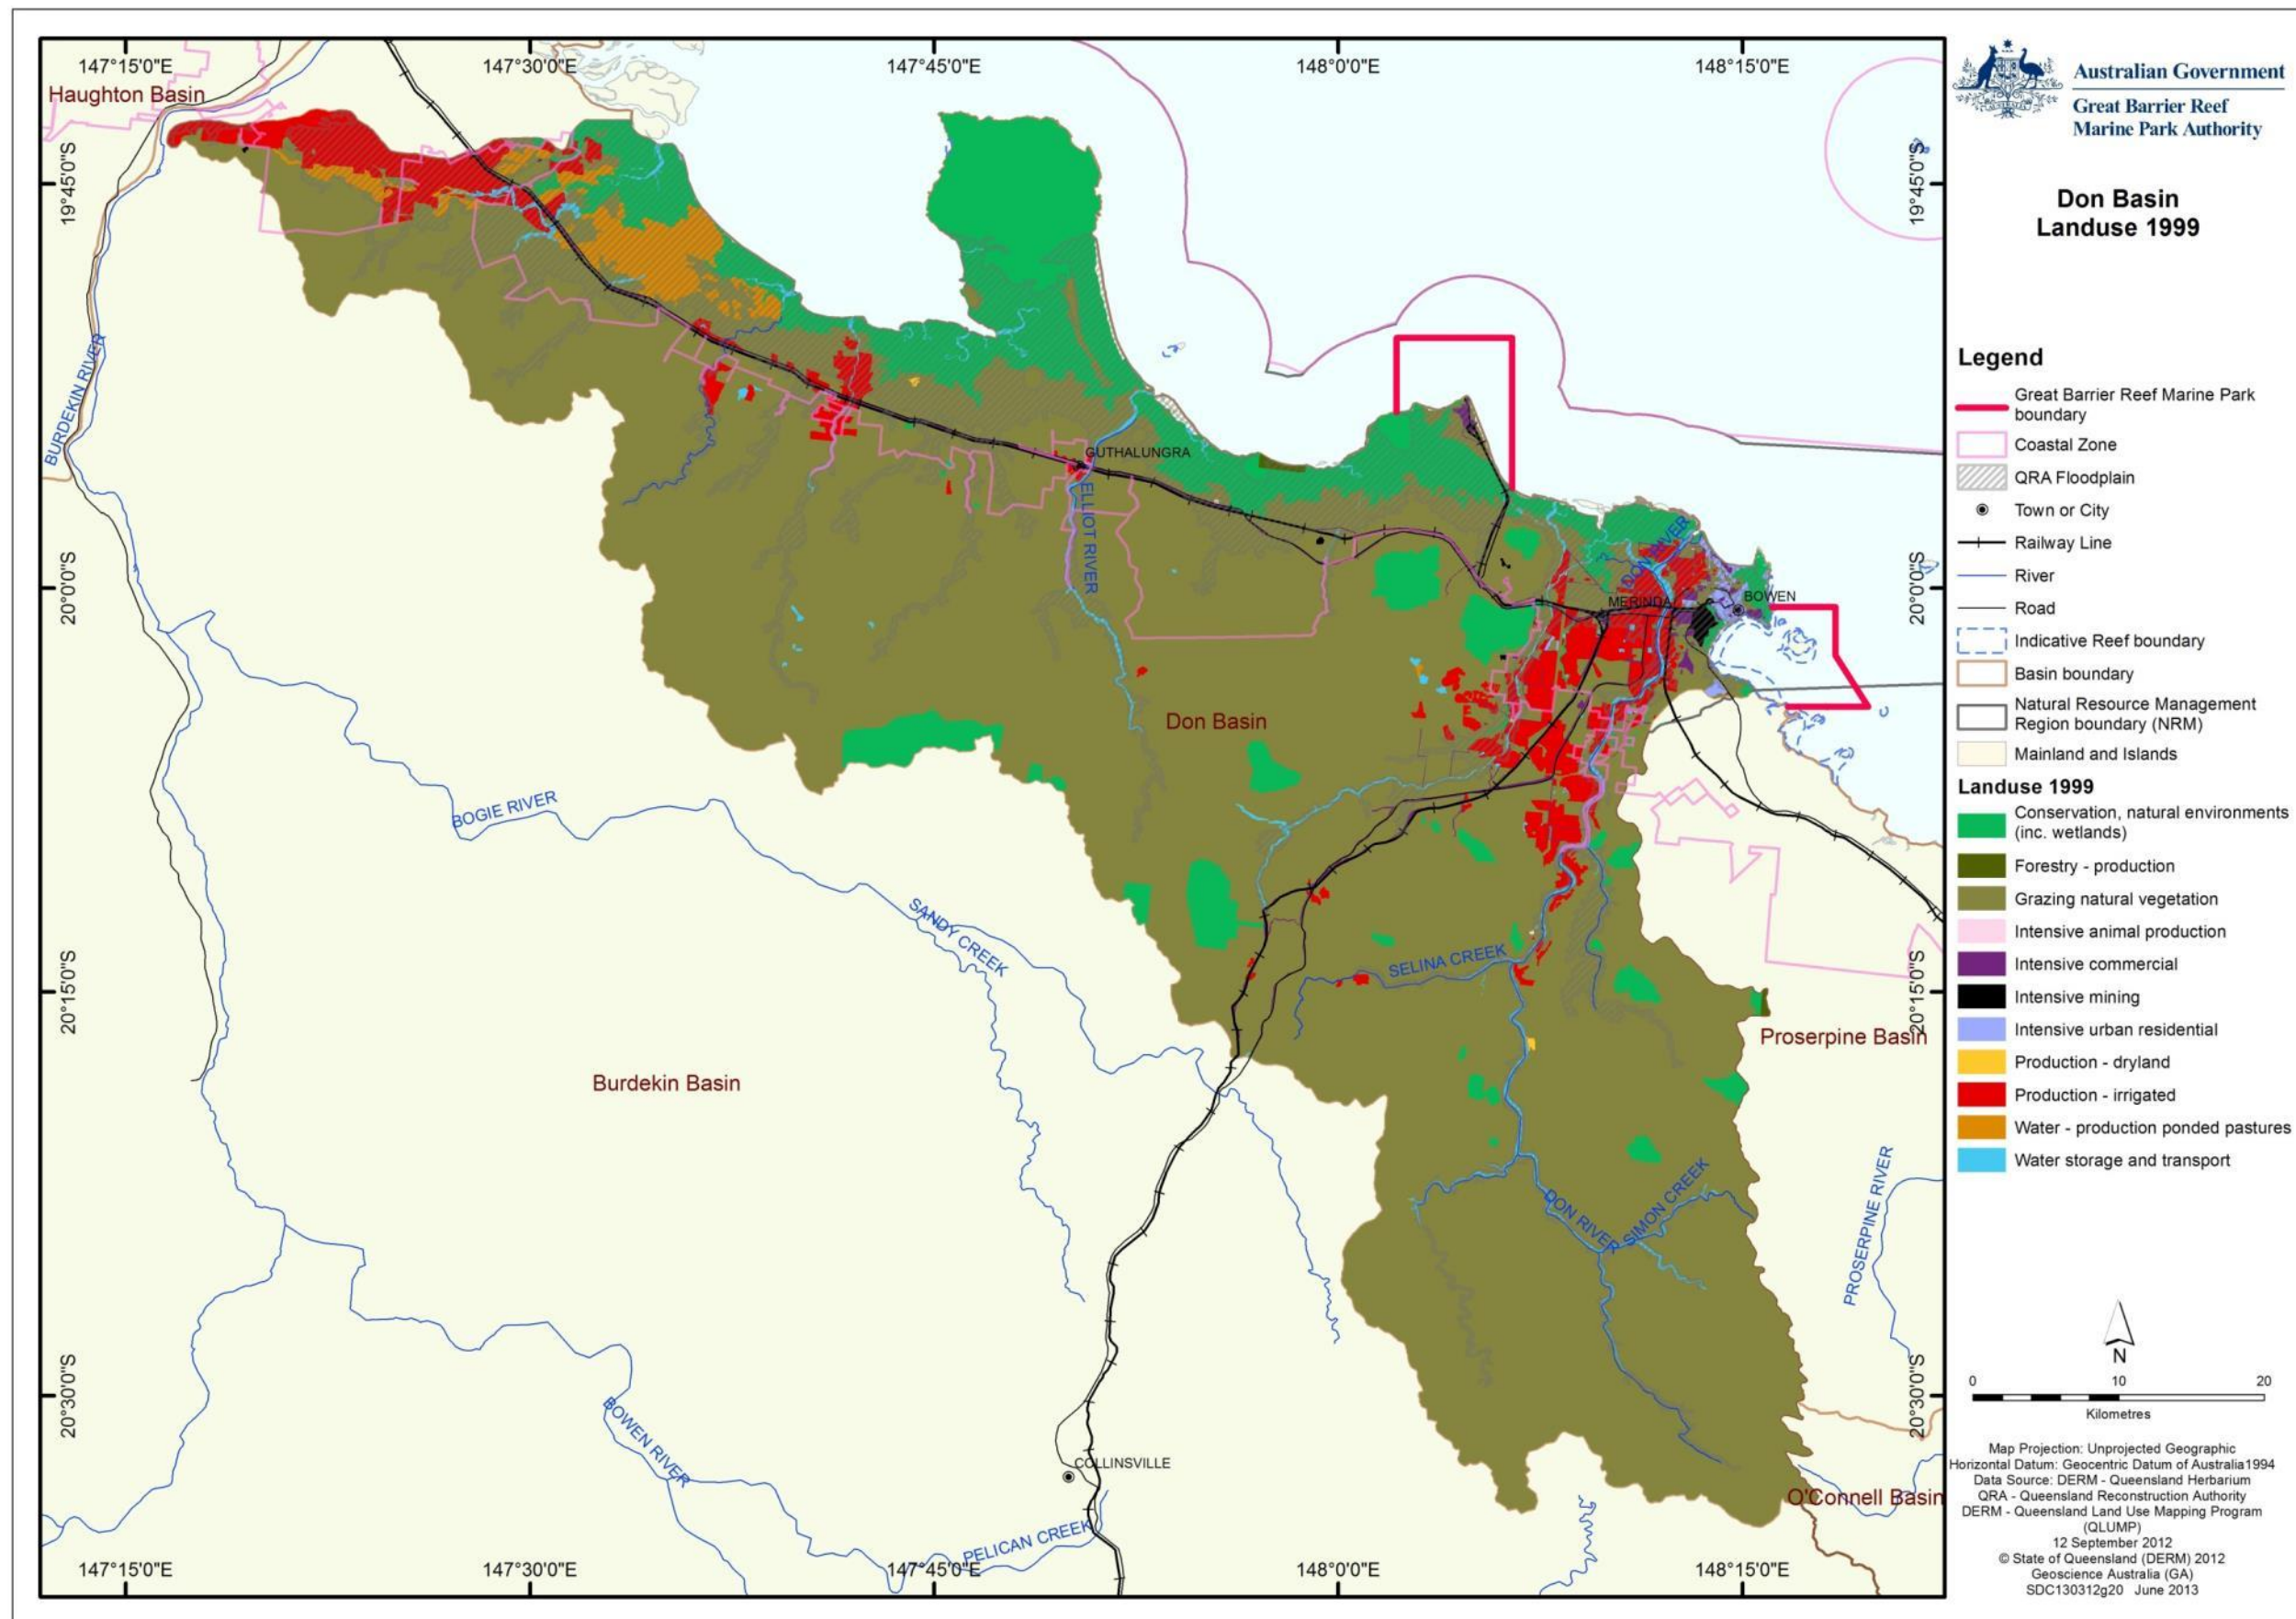 147°15'0"E
147°30'0"E
147°45'0"E
148°0'0"E
148°15'0"E
Haughton Basin
19°45'0"S
19°45'0"S
BURDEKIN RIVER
GUTHALUNGRA
ELLIOT RIVER
DON RIVER
20°0'0"S
20°0'0"S
MERINDA
BOWEN
Don Basin
BOGIE RIVER
SANDY CREEK
SELINA CREEK
20°15'0"S
20°15'0"S
Proserpine Basin
Burdekin Basin
DON RIVER
SIMON CREEK
PROSERPINE RIVER
20°30'0"S
20°30'0"S
BOWEN RIVER
COLLINSVILLE
O'Connell Basin
PELICAN CREEK
147°15'0"E
147°30'0"E
147°45'0"E
148°0'0"E
148°15'0"E
Australian Government
Great Barrier Reef
Marine Park Authority
Don Basin
Landuse 1999
Legend
Great Barrier Reef Marine Park
boundary
Coastal Zone
QRA Floodplain
Town or City
Railway Line
River
Road
Indicative Reef boundary
Basin boundary
Natural Resource Management
Region boundary (NRM)
Mainland and Islands
Landuse 1999
Conservation, natural environments
(inc. wetlands)
Forestry - production
Grazing natural vegetation
Intensive animal production
Intensive commercial
Intensive mining
Intensive urban residential
Production - dryland
Production - irrigated
Water - production ponded pastures
Water storage and transport
N
0 10 20
Kilometres
Map Projection: Unprojected Geographic
Horizontal Datum: Geocentric Datum of Australia1994
Data Source: DERM - Queensland Herbarium
QRA - Queensland Reconstruction Authority
DERM - Queensland Land Use Mapping Program
(QLUMP)
12 September 2012
© State of Queensland (DERM) 2012
Geoscience Australia (GA)
SDC130312g20 June 2013